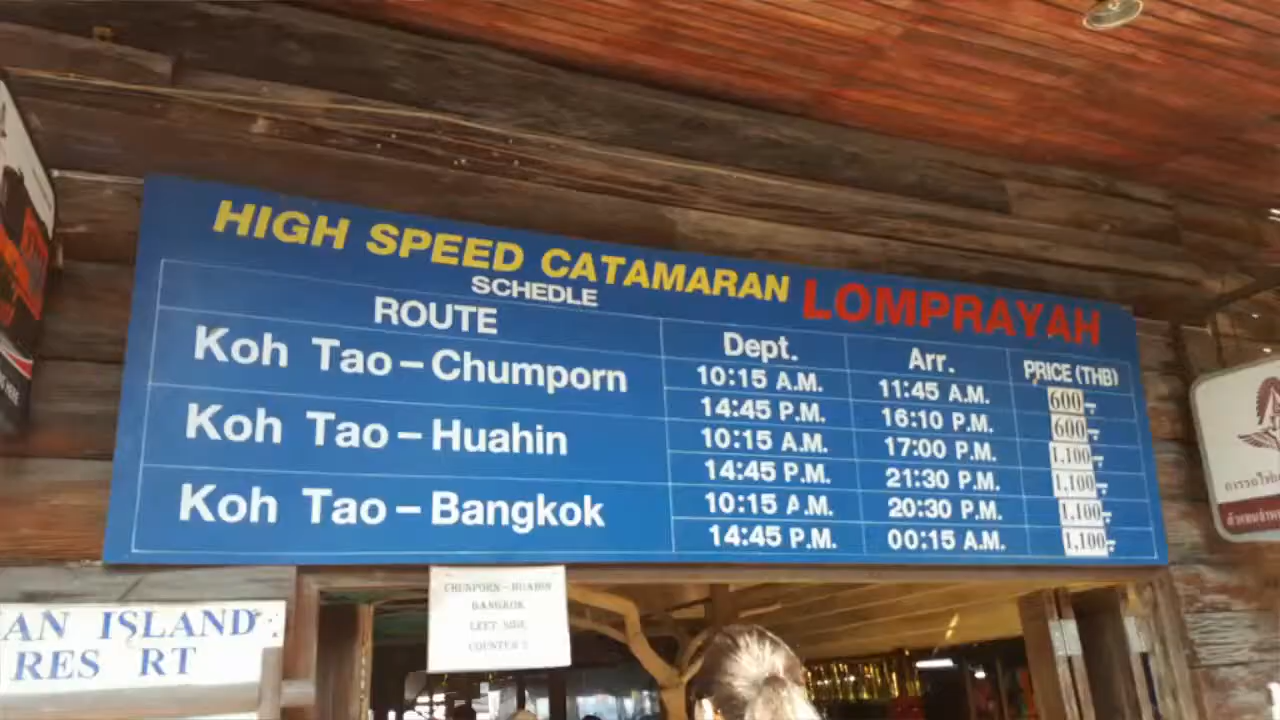 HIGH SPEED CATAMARAN LOMPRAYAH
SCHEDLE
ROUTE Dept. Arr. PRICE (THB)
Koh Tao – Chumporn 10:15 A.M. 11:45 A.M. 600.-
14:45 P.M. 16:10 P.M. 600.-
Koh Tao – Huahin 10:15 A.M. 17:00 P.M. 1,100.-
14:45 P.M. 21:30 P.M. 1,100.-
Koh Tao – Bangkok 10:15 A.M. 20:30 P.M. 1,100.-
14:45 P.M. 00:15 A.M. 1,100.-
CHUNPORN - HUAHIN
BANGKOK
LEFT SIDE
COUNTER
AN ISLAND
RES RT